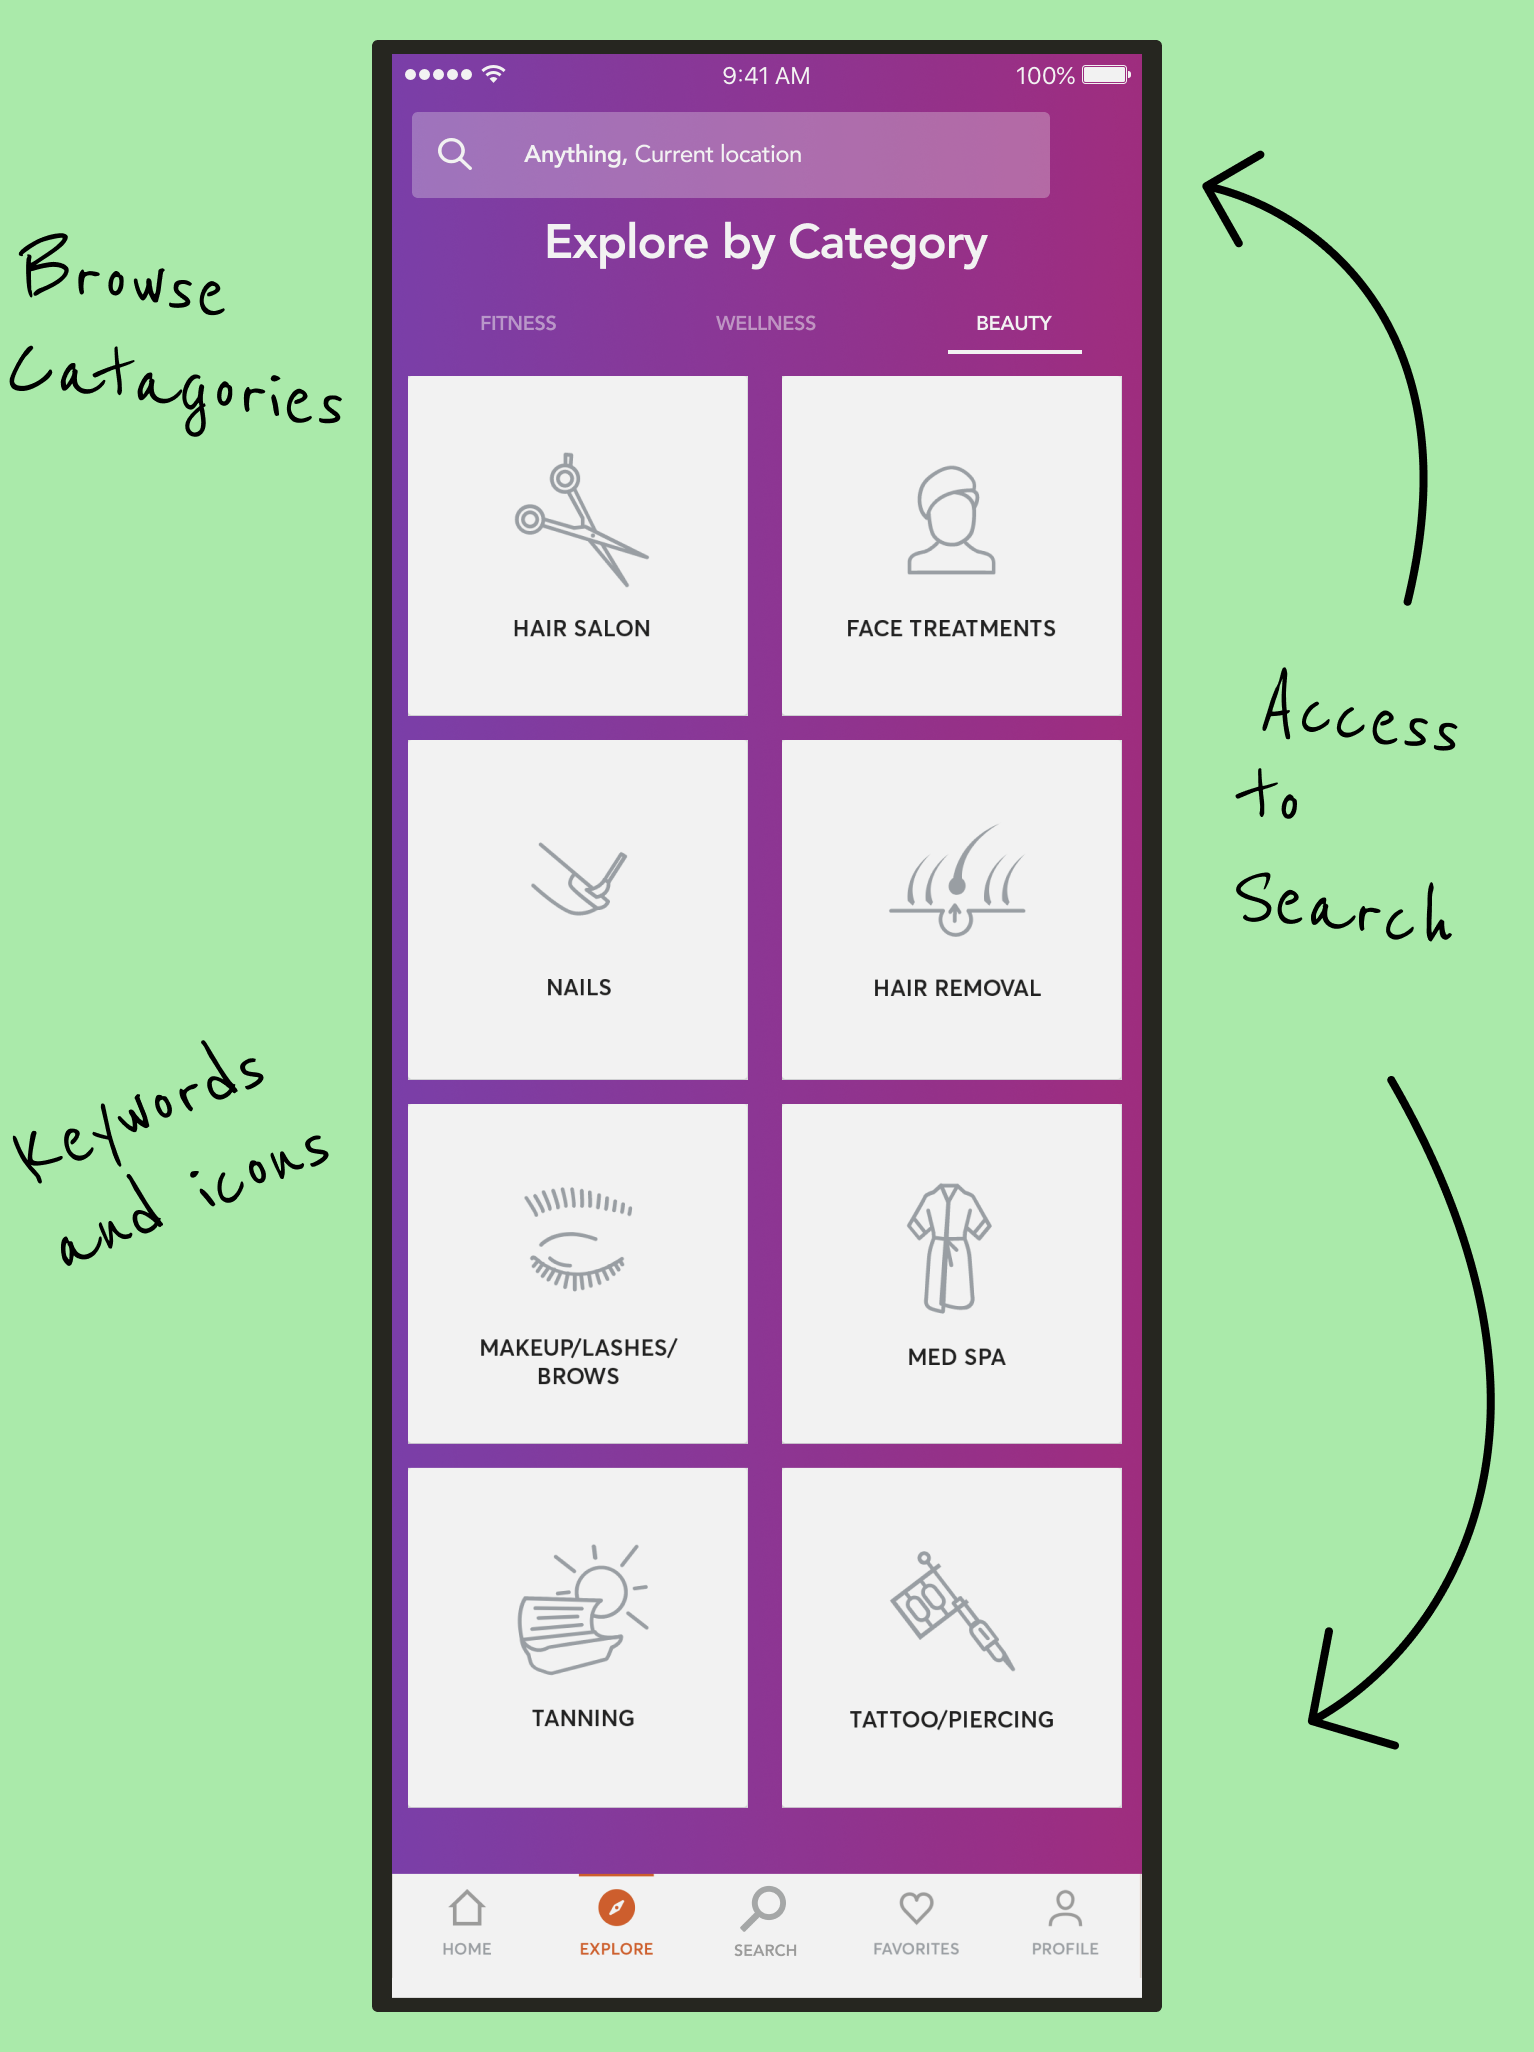 9:41 AM
100%
Anything, Current location
Explore by Category
FITNESS WELLNESS BEAUTY
Browse
Catagories
HAIR SALON
FACE TREATMENTS
Access
to
Search
NAILS
HAIR REMOVAL
Keywords
and icons
MAKEUP/LASHES/
BROWS
MED SPA
TANNING
TATTOO/PIERCING
HOME EXPLORE SEARCH FAVORITES PROFILE